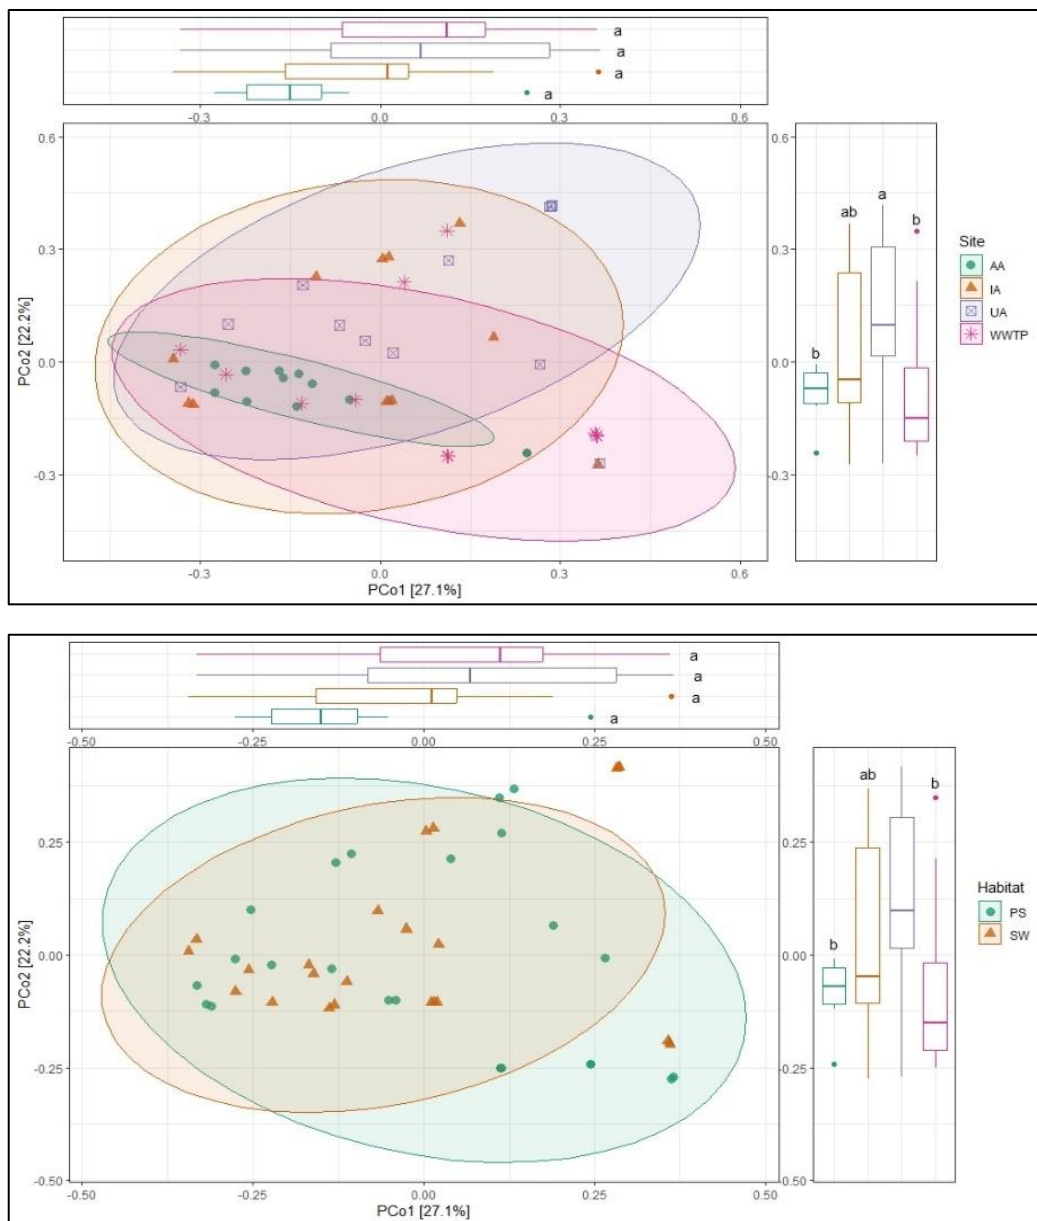 a
a
a
a
-0.3 0.0 0.3 0.6
0.6
0.3
0.0
-0.3
PCo2 [22.2%]
-0.3 0.0 0.3 0.6
PCo1 [27.1%]
0.6
0.3
0.0
-0.3
b
ab
a
b
Site
AA
IA
UA
WWTP
a
a
a
a
-0.50 -0.25 0.00 0.25 0.50
0.25
0.00
-0.25
-0.50
PCo2 [22.2%]
-0.50 -0.25 0.00 0.25 0.50
PCo1 [27.1%]
0.25
0.00
-0.25
-0.50
b
ab
b
Habitat
PS
SW